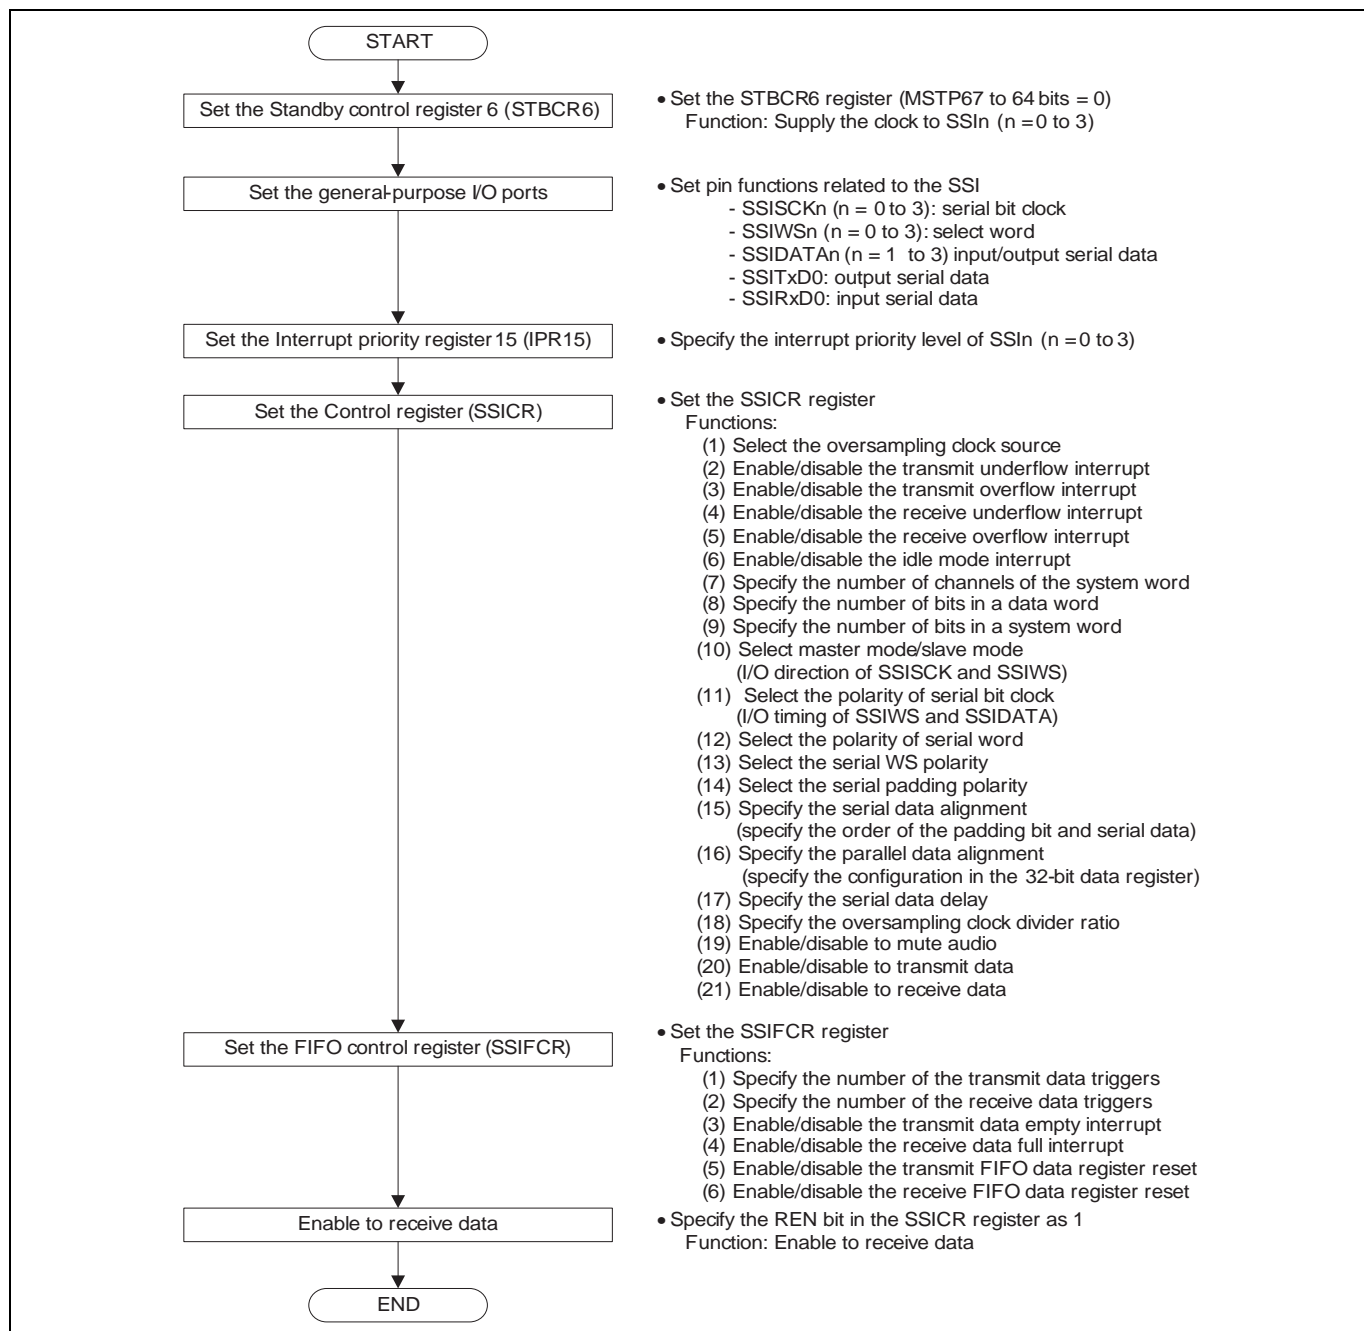 START
Set the Standby control register 6 (STBCR6)
• Set the STBCR6 register (MSTP67 to 64 bits = 0)
Function: Supply the clock to SSIn (n = 0 to 3)
Set the general-purpose I/O ports
• Set pin functions related to the SSI
- SSISCKn (n = 0 to 3): serial bit clock
- SSIWSn (n = 0 to 3): select word
- SSIDATAn (n = 1 to 3) input/output serial data
- SSITxD0: output serial data
- SSIRxD0: input serial data
Set the Interrupt priority register 15 (IPR15)
• Specify the interrupt priority level of SSIn (n = 0 to 3)
Set the Control register (SSICR)
• Set the SSICR register
Functions:
(1) Select the oversampling clock source
(2) Enable/disable the transmit underflow interrupt
(3) Enable/disable the transmit overflow interrupt
(4) Enable/disable the receive underflow interrupt
(5) Enable/disable the receive overflow interrupt
(6) Enable/disable the idle mode interrupt
(7) Specify the number of channels of the system word
(8) Specify the number of bits in a data word
(9) Specify the number of bits in a system word
(10) Select master mode/slave mode
(I/O direction of SSISCK and SSIWS)
(11) Select the polarity of serial bit clock
(I/O timing of SSIWS and SSIDATA)
(12) Select the polarity of serial word
(13) Select the serial WS polarity
(14) Select the serial padding polarity
(15) Specify the serial data alignment
(specify the order of the padding bit and serial data)
(16) Specify the parallel data alignment
(specify the configuration in the 32-bit data register)
(17) Specify the serial data delay
(18) Specify the oversampling clock divider ratio
(19) Enable/disable to mute audio
(20) Enable/disable to transmit data
(21) Enable/disable to receive data
Set the FIFO control register (SSIFCR)
• Set the SSIFCR register
Functions:
(1) Specify the number of the transmit data triggers
(2) Specify the number of the receive data triggers
(3) Enable/disable the transmit data empty interrupt
(4) Enable/disable the receive data full interrupt
(5) Enable/disable the transmit FIFO data register reset
(6) Enable/disable the receive FIFO data register reset
Enable to receive data
• Specify the REN bit in the SSICR register as 1
Function: Enable to receive data
END